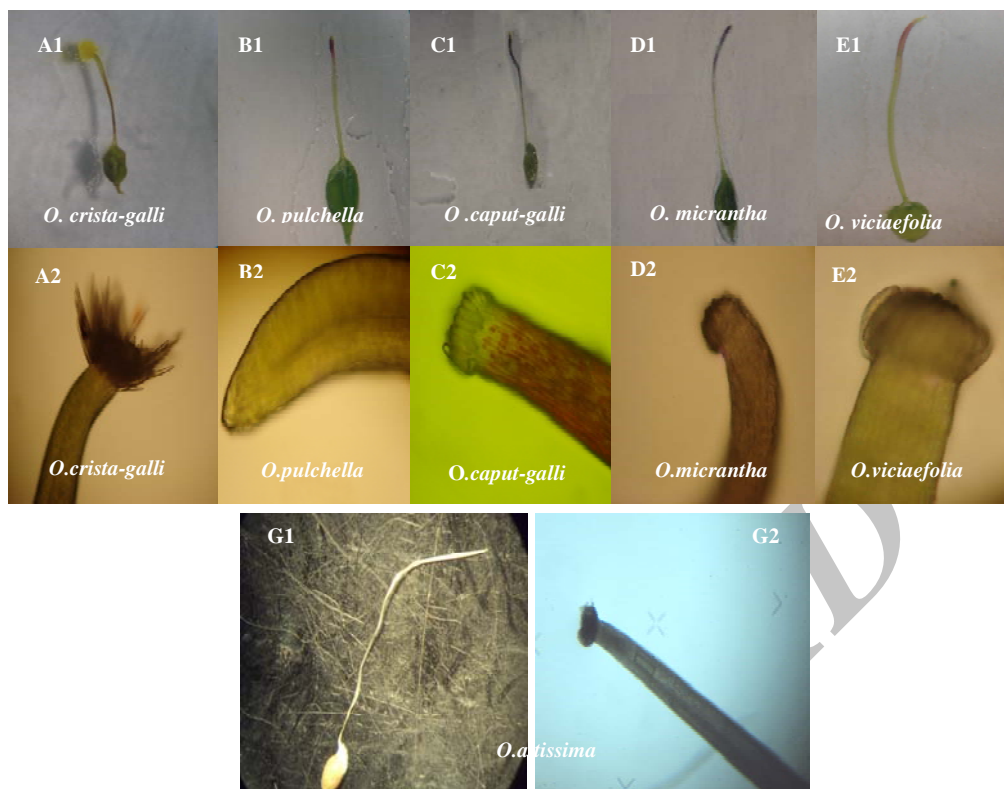 A1 B1 C1 D1 E1
O. crista-galli O. pulchella O .caput-galli O. micrantha O. viciaefolia
A2 B2 C2 D2 E2
O.crista-galli O.pulchella O.caput-galli O.micrantha O.viciaefolia
G1 G2